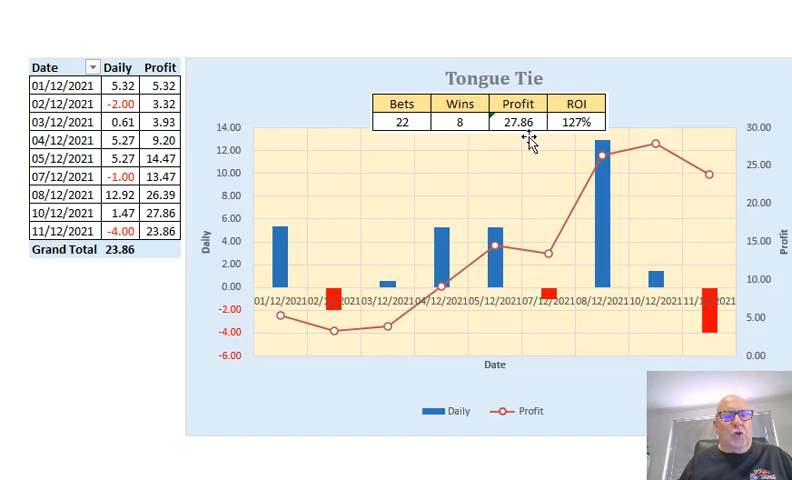 Date Daily Profit
01/12/2021 5.32 5.32
02/12/2021 -2.00 3.32
03/12/2021 0.61 3.93
04/12/2021 5.27 9.20
05/12/2021 5.27 14.47
07/12/2021 -1.00 13.47
08/12/2021 12.92 26.39
10/12/2021 1.47 27.86
11/12/2021 -4.00 23.86
Grand Total 23.86
Tongue Tie
Bets Wins Profit ROI
22 8 27.86 127%
14.00
12.00
10.00
8.00
6.00
4.00
2.00
0.00
-2.00
-4.00
-6.00
Daily
01/12/2021 02/12/2021 03/12/2021 04/12/2021 05/12/2021 07/12/2021 08/12/2021 10/12/2021 11/12/2021
Date
30.00
25.00
20.00
15.00
10.00
5.00
0.00
Profit
Daily Profit